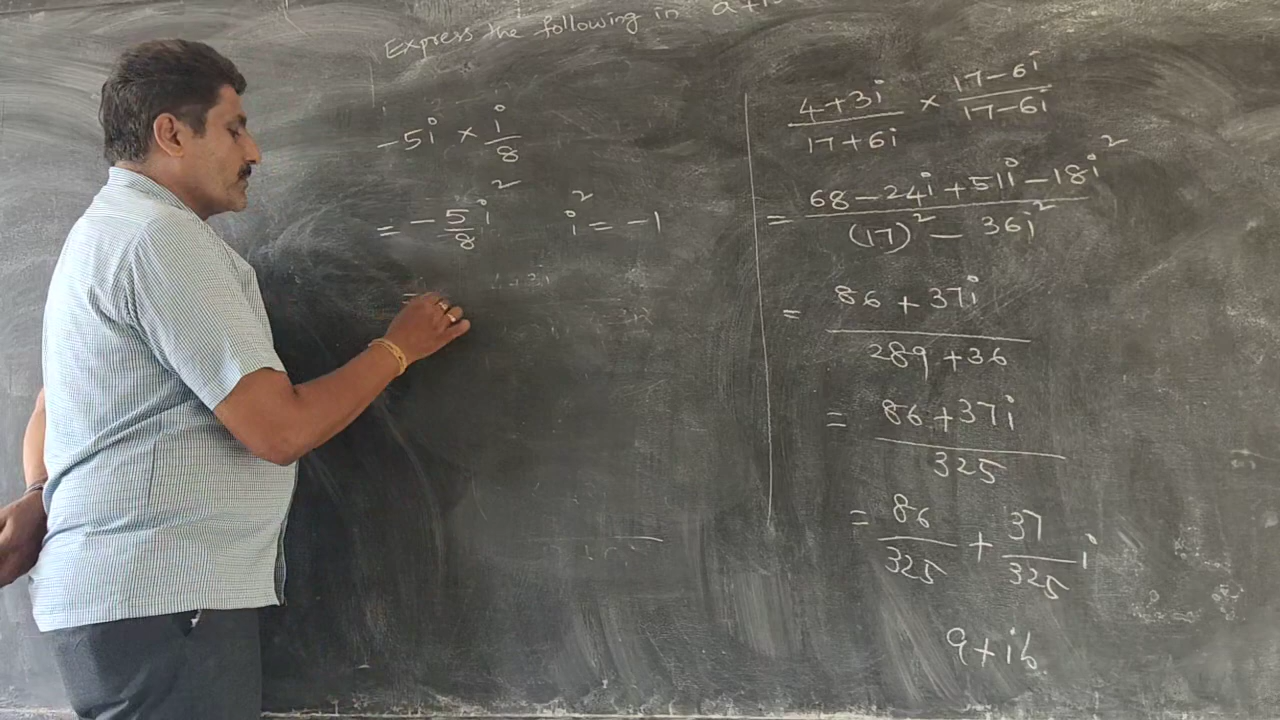 Express the following in a+ib
-5i × i/8
= -5/8 i² i² = -1
=
4+3i/17+6i × 17-6i/17-6i
= 68-24i+51i-18i²/(17)² - 36i²
= 86+37i/289+36
= 86+37i/325
= 86/325 + 37/325 i
a+ib